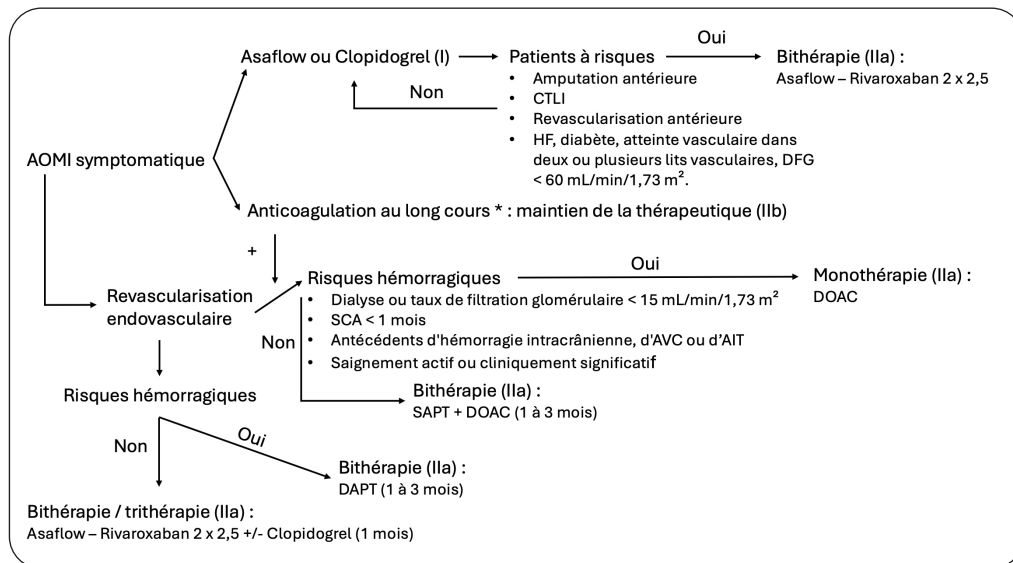 Asaflow ou Clopidogrel (I)
Patients à risques
Oui
Bithérapie (IIa) :
Asaflow – Rivaroxaban 2 x 2,5
Non
• Amputation antérieure
• CTLI
• Revascularisation antérieure
• HF, diabète, atteinte vasculaire dans
deux ou plusieurs lits vasculaires, DFG
< 60 mL/min/1,73 m².
AOMI symptomatique
Anticoagulation au long cours * : maintien de la thérapeutique (IIb)
+
Revascularisation
endovasculaire
Risques hémorragiques
Oui
Monothérapie (IIa) :
DOAC
• Dialyse ou taux de filtration glomérulaire < 15 mL/min/1,73 m²
• SCA < 1 mois
• Antécédents d'hémorragie intracrânienne, d'AVC ou d’AIT
• Saignement actif ou cliniquement significatif
Non
Bithérapie (IIa) :
SAPT + DOAC (1 à 3 mois)
Risques hémorragiques
Non
Oui
Bithérapie (IIa) :
DAPT (1 à 3 mois)
Bithérapie / trithérapie (IIa) :
Asaflow – Rivaroxaban 2 x 2,5 +/- Clopidogrel (1 mois)